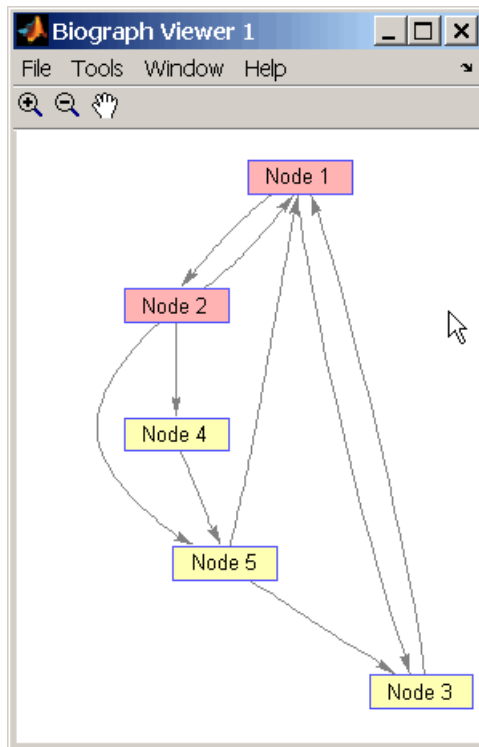 Biograph Viewer 1
File Tools Window Help
Node 1
Node 2
Node 4
Node 5
Node 3